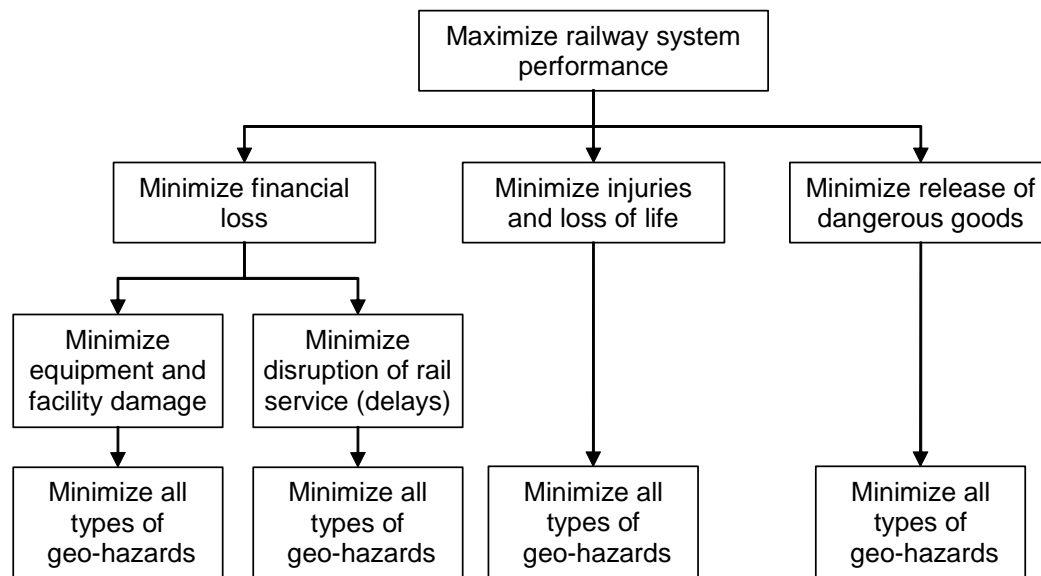 Maximize railway system
performance
Minimize financial
loss
Minimize injuries
and loss of life
Minimize release of
dangerous goods
Minimize
equipment and
facility damage
Minimize
disruption of rail
service (delays)
Minimize all
types of
geo-hazards
Minimize all
types of
geo-hazards
Minimize all
types of
geo-hazards
Minimize all
types of
geo-hazards